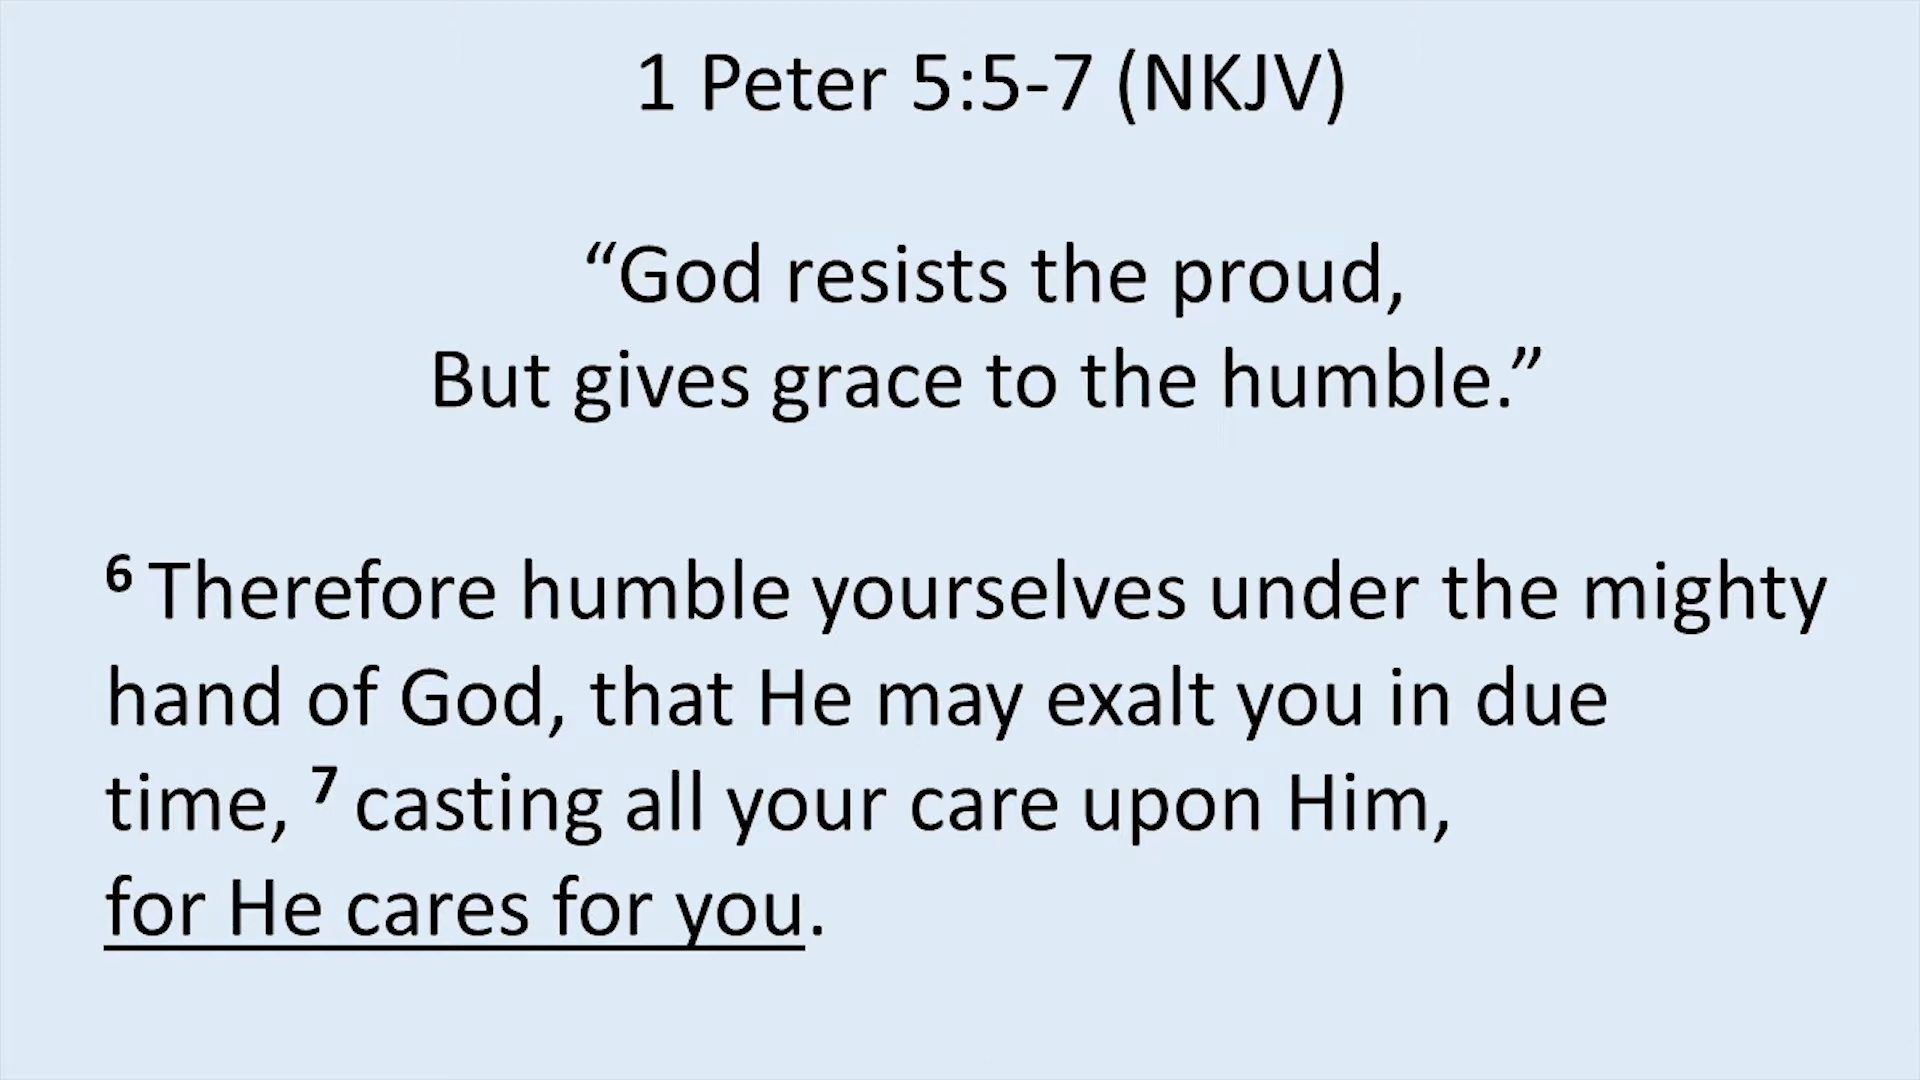 1 Peter 5:5-7 (NKJV)
“God resists the proud,
But gives grace to the humble.”
6 Therefore humble yourselves under the mighty
hand of God, that He may exalt you in due
time, 7 casting all your care upon Him,
for He cares for you.